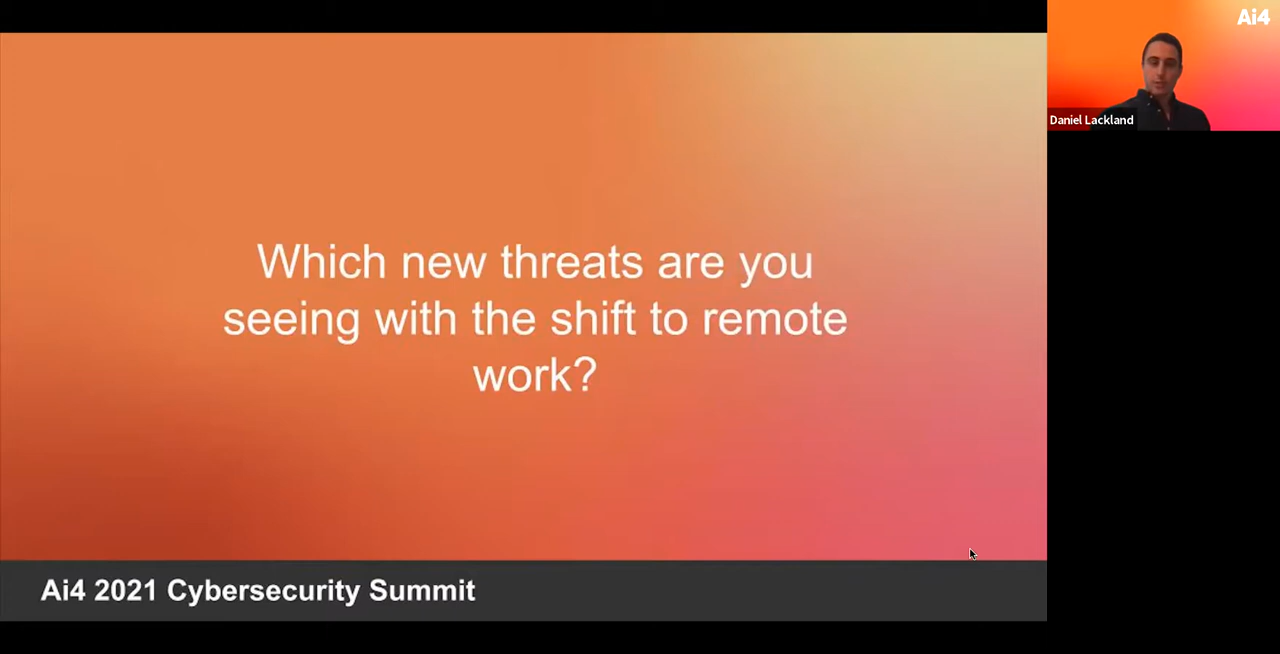 Ai4
Which new threats are you
seeing with the shift to remote
work?
Daniel Lackland
Ai4 2021 Cybersecurity Summit